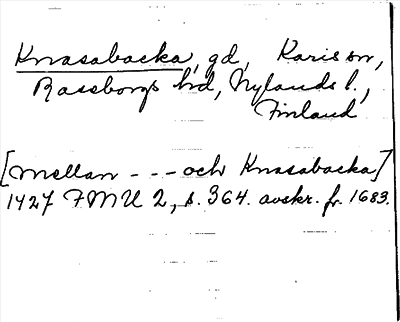 Knasabacka, gd, Karis sn,
Raseborgs hd, Nylands l.,
Finland
[Mellan - - - och Knasabacka]
1427 FMU 2, s. 364. avskr. fr. 1683.